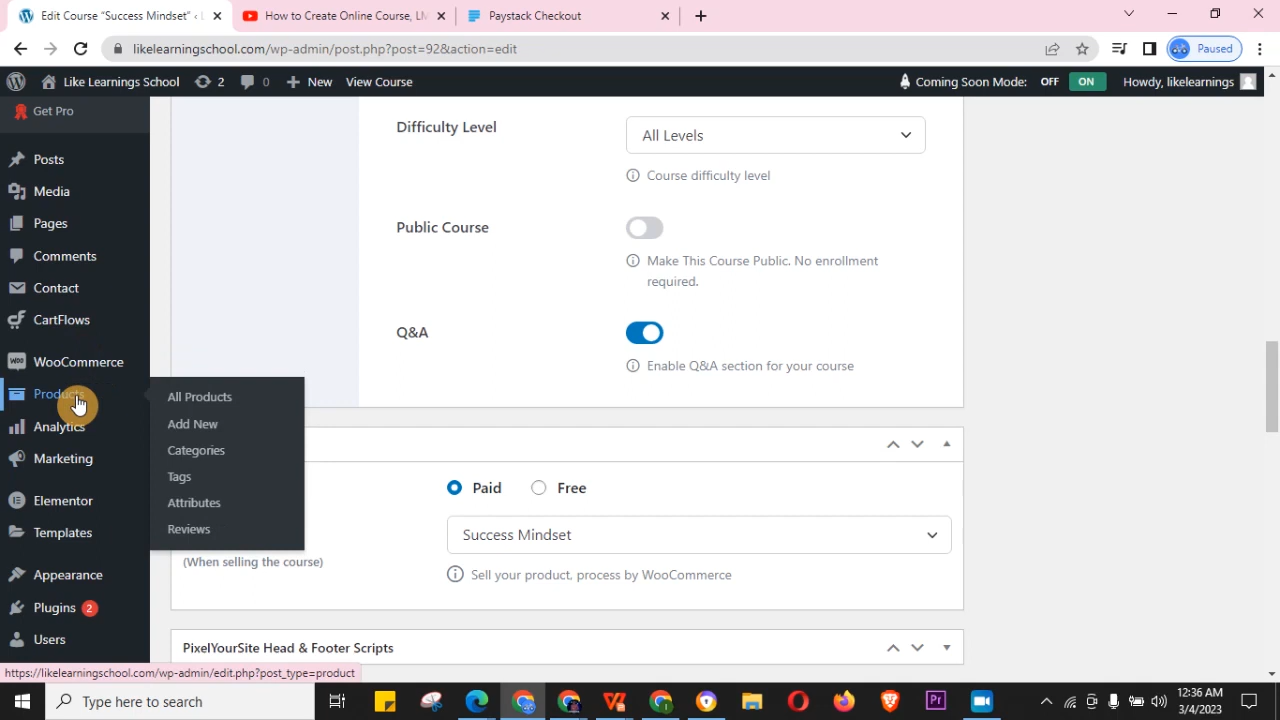 Edit Course "Success Mindset" ‹ L
How to Create Online Course, LM
Paystack Checkout
likelearningschool.com/wp-admin/post.php?post=92&action=edit
Paused
Like Learnings School
2
0
New
View Course
Coming Soon Mode:
OFF
ON
Howdy, likelearnings
Get Pro
Posts
Media
Pages
Comments
Contact
CartFlows
WooCommerce
Products
Analytics
Marketing
Elementor
Templates
Appearance
Plugins 2
Users
All Products
Add New
Categories
Tags
Attributes
Reviews
Difficulty Level
All Levels
Course difficulty level
Public Course
Make This Course Public. No enrollment
required.
Q&A
Enable Q&A section for your course
Paid
Free
Success Mindset
(When selling the course)
Sell your product, process by WooCommerce
PixelYourSite Head & Footer Scripts
https://likelearningschool.com/wp-admin/edit.php?post_type=product
Type here to search
12:36 AM
3/4/2023